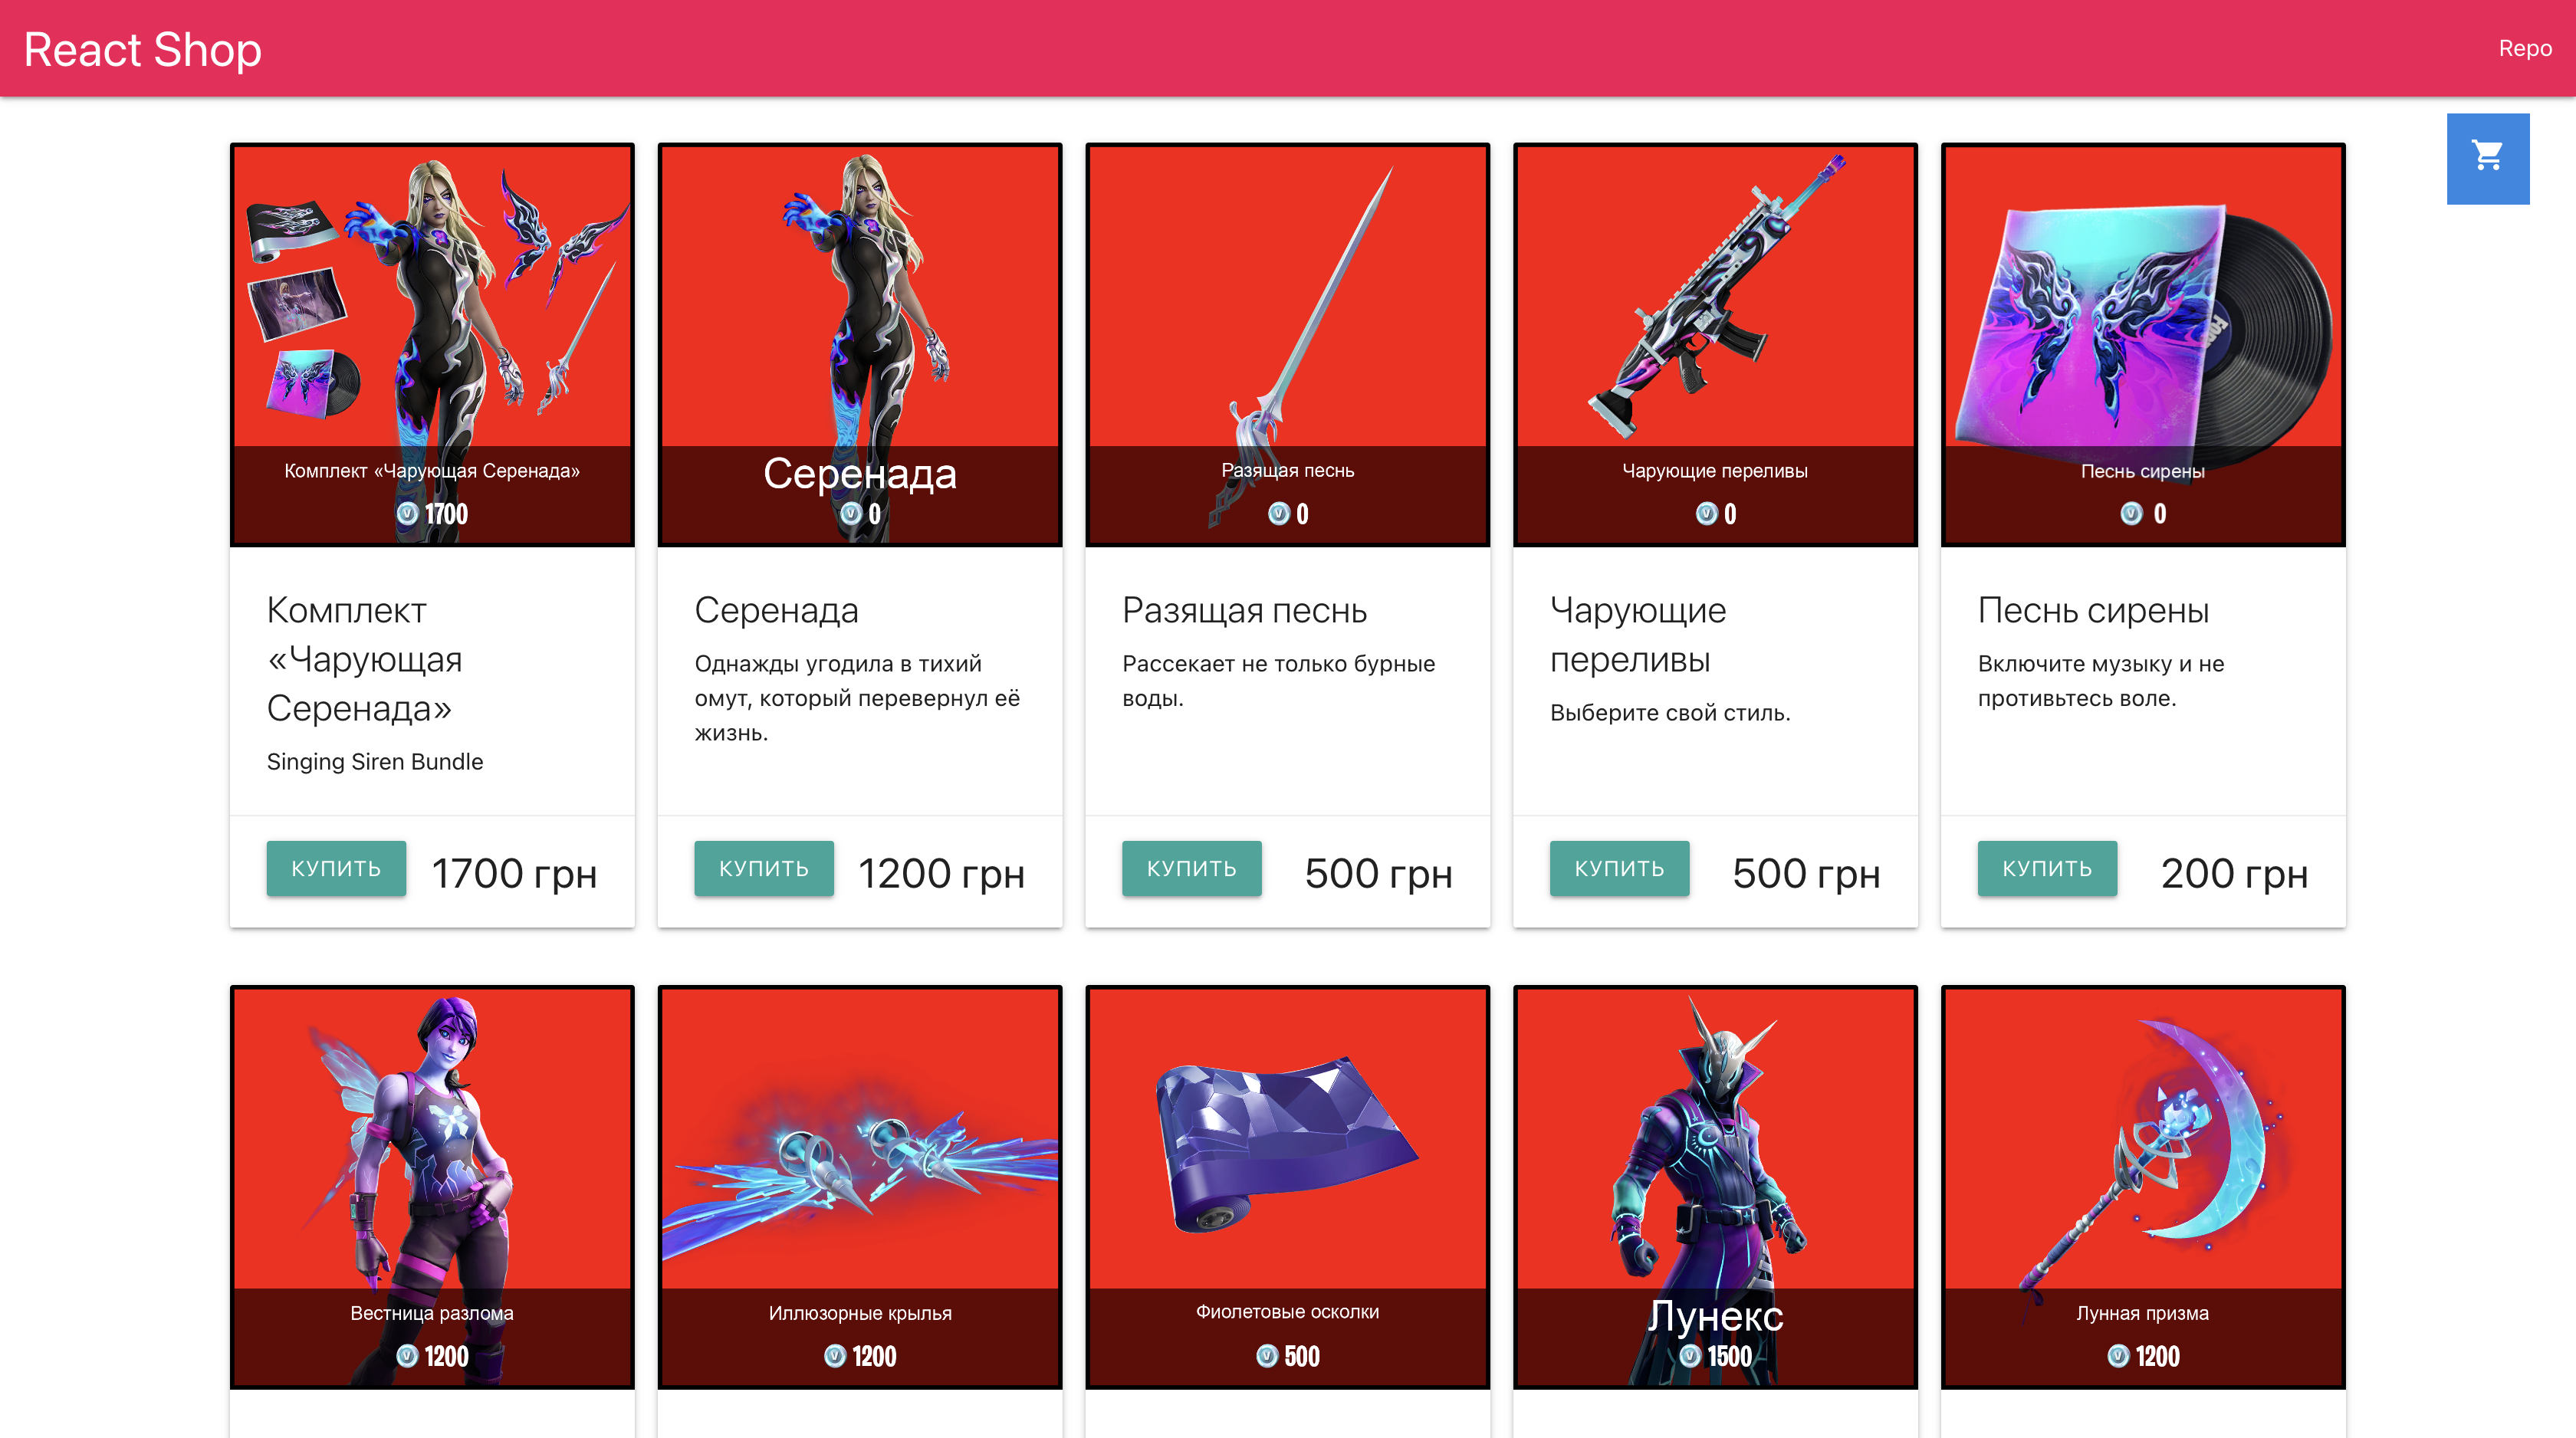 React Shop
Repo
Комплект «Чарующая Серенада»
1700
Серенада
0
Разящая песнь
0
Чарующие переливы
0
Песнь сирены
0
Комплект
«Чарующая
Серенада»
Singing Siren Bundle
Серенада
Однажды угодила в тихий
омут, который перевернул её
жизнь.
Разящая песнь
Рассекает не только бурные
воды.
Чарующие
переливы
Выберите свой стиль.
Песнь сирены
Включите музыку и не
противьтесь воле.
КУПИТЬ 1700 грн
КУПИТЬ 1200 грн
КУПИТЬ 500 грн
КУПИТЬ 500 грн
КУПИТЬ 200 грн
Вестница разлома
1200
Иллюзорные крылья
1200
Фиолетовые осколки
500
Лунекс
1500
Лунная призма
1200